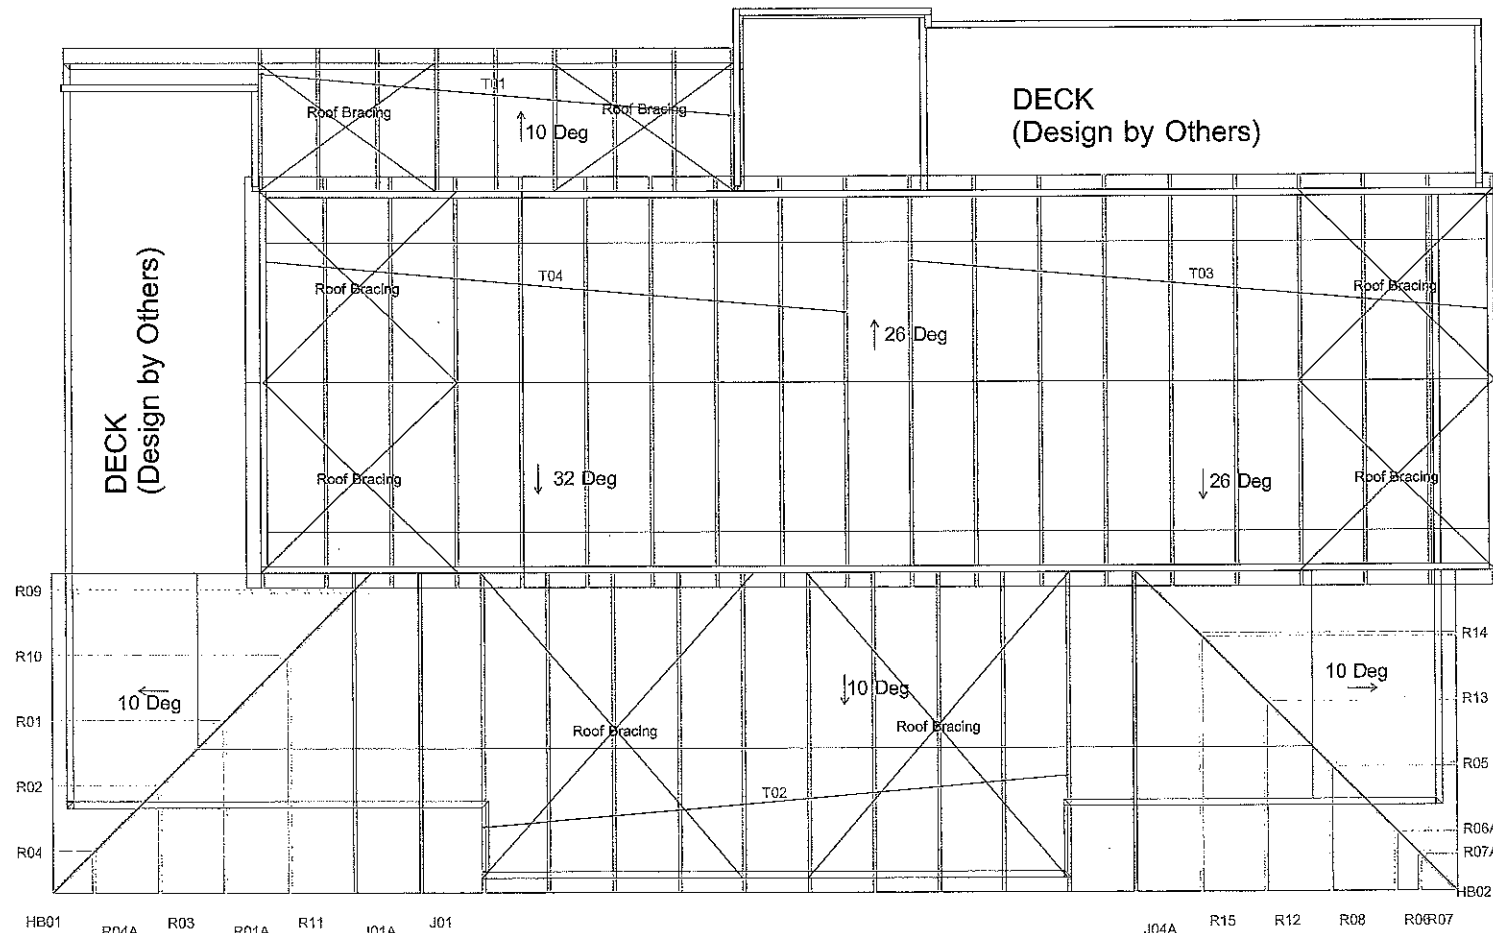 T01
Roof Bracing
Roof Bracing
10 Deg
DECK
(Design by Others)
DECK
(Design by Others)
T04
T03
Roof Bracing
Roof Bracing
26 Deg
Roof Bracing
32 Deg
26 Deg
Roof Bracing
R09
R14
R10
10 Deg
10 Deg
10 Deg
R13
R01
Roof Bracing
Roof Bracing
R05
R02
T02
R06A
R04
R07A
HB02
HB01
R04A
R03
R01A
R11
J01A
J01
J04A
R15
R12
R08
R06
R07